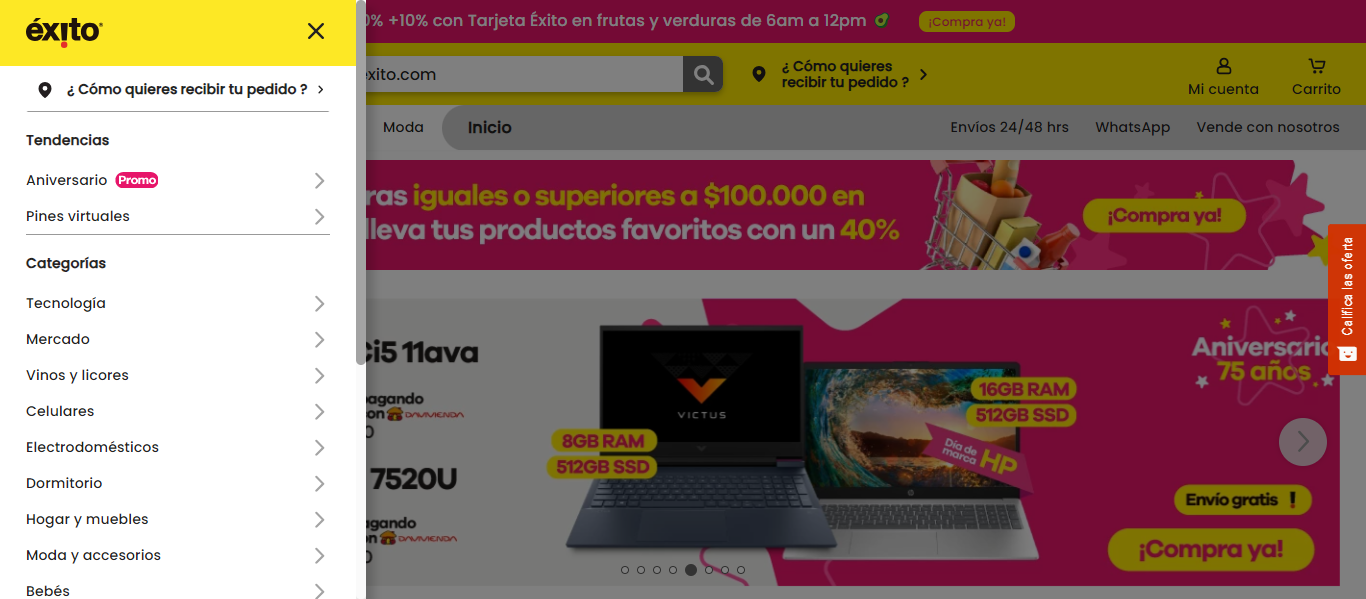 éxito
¿ Cómo quieres recibir tu pedido ?
Tendencias
Aniversario Promo
Pines virtuales
Categorías
Tecnología
Mercado
Vinos y licores
Celulares
Electrodomésticos
Dormitorio
Hogar y muebles
Moda y accesorios
Bebés
0% +10% con Tarjeta Éxito en frutas y verduras de 6am a 12pm
¡Compra ya!
exito.com
¿ Cómo quieres
recibir tu pedido ?
Mi cuenta
Carrito
Moda
Inicio
Envíos 24/48 hrs
WhatsApp
Vende con nosotros
ras iguales o superiores a $100.000 en
lleva tus productos favoritos con un 40%
¡Compra ya!
Califica las oferta
Ci5 11ava
pagando
con DAVIVIENDA
7520U
agando
on DAVIVIENDA
VICTUS
8GB RAM
512GB SSD
16GB RAM
512GB SSD
Día de
marca HP
hp
Aniversario
75 años
Envío gratis !
¡Compra ya!